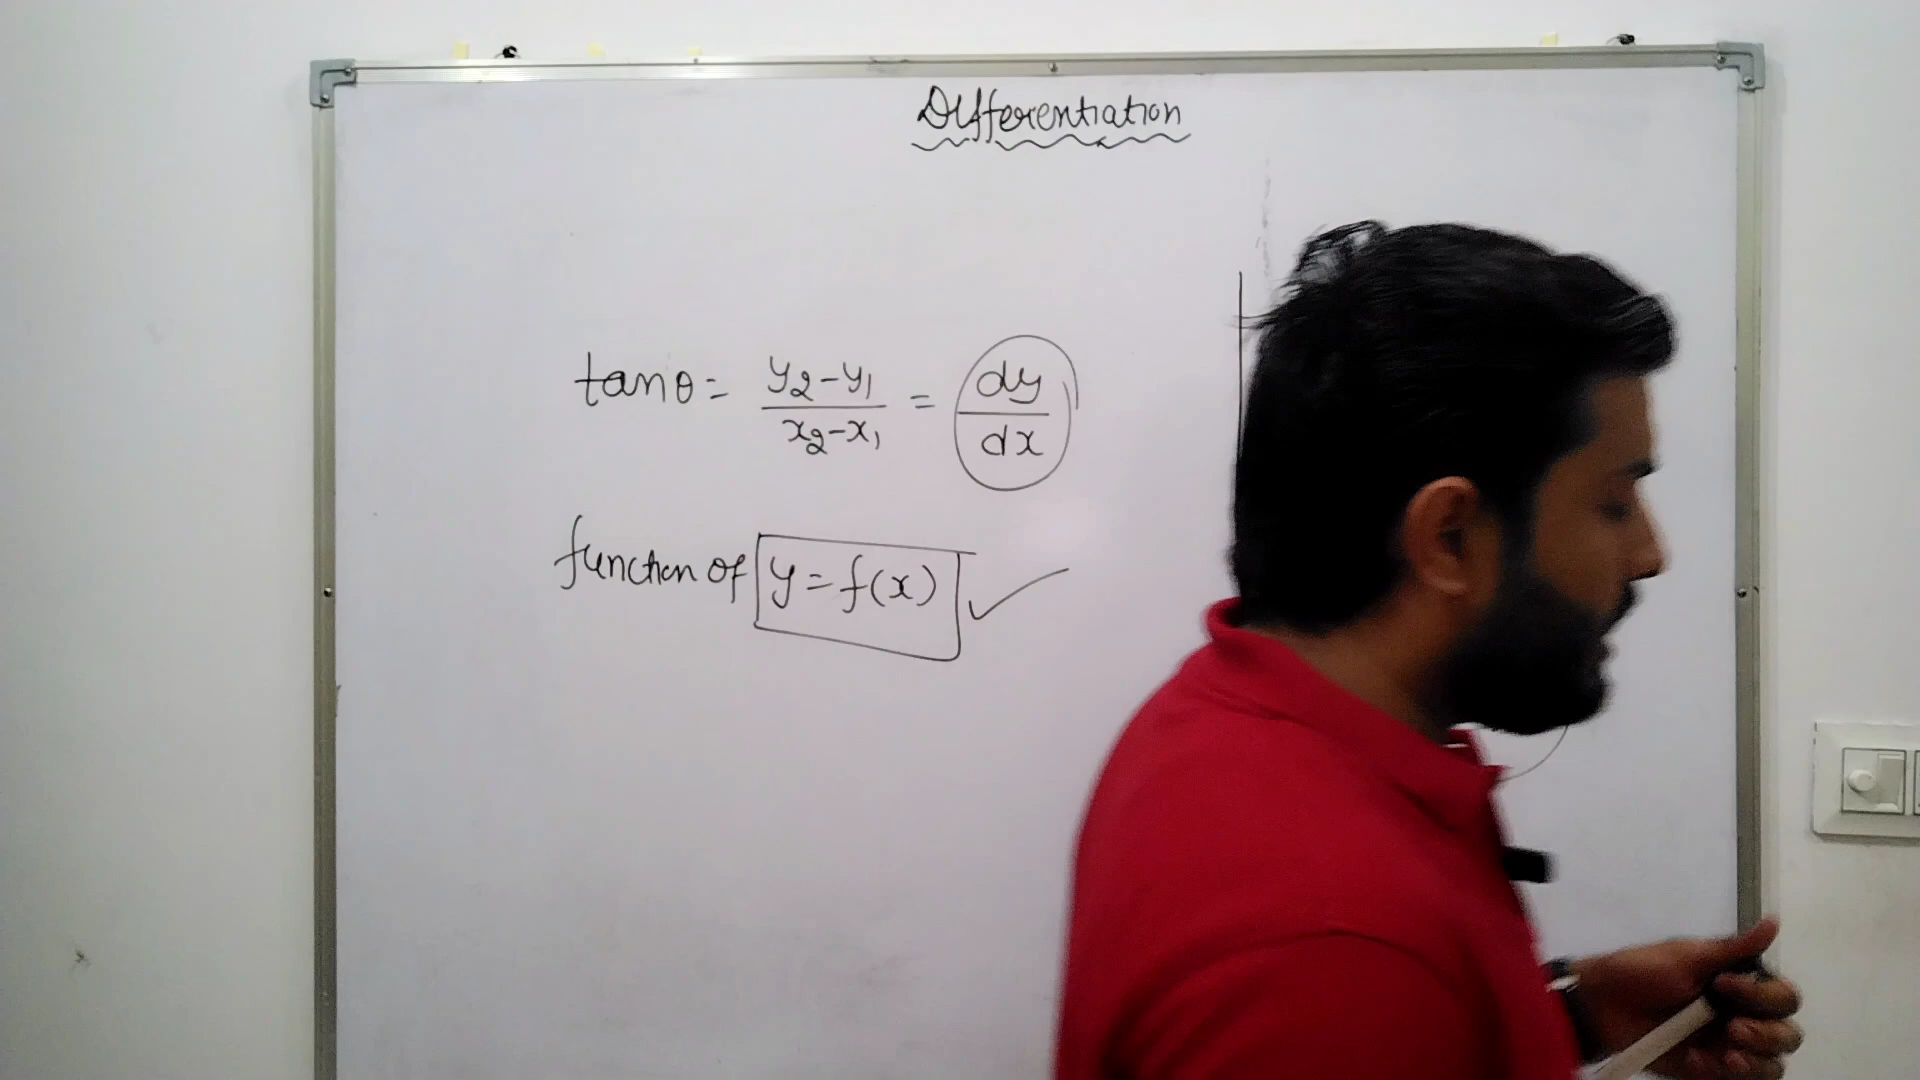 Differentiation
tanθ = y₂-y₁/x₂-x₁ = dy/dx
function of y = f(x) ✓